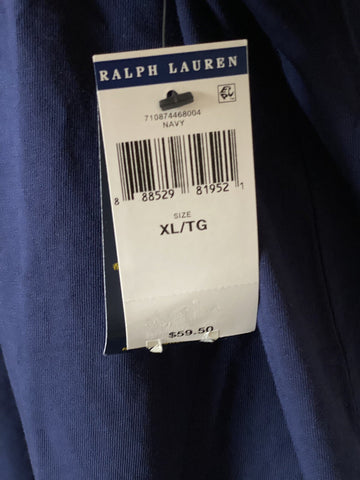 RALPH LAUREN
710874468004
NAVY
8 88529 81952 1
SIZE
XL/TG
$59.50